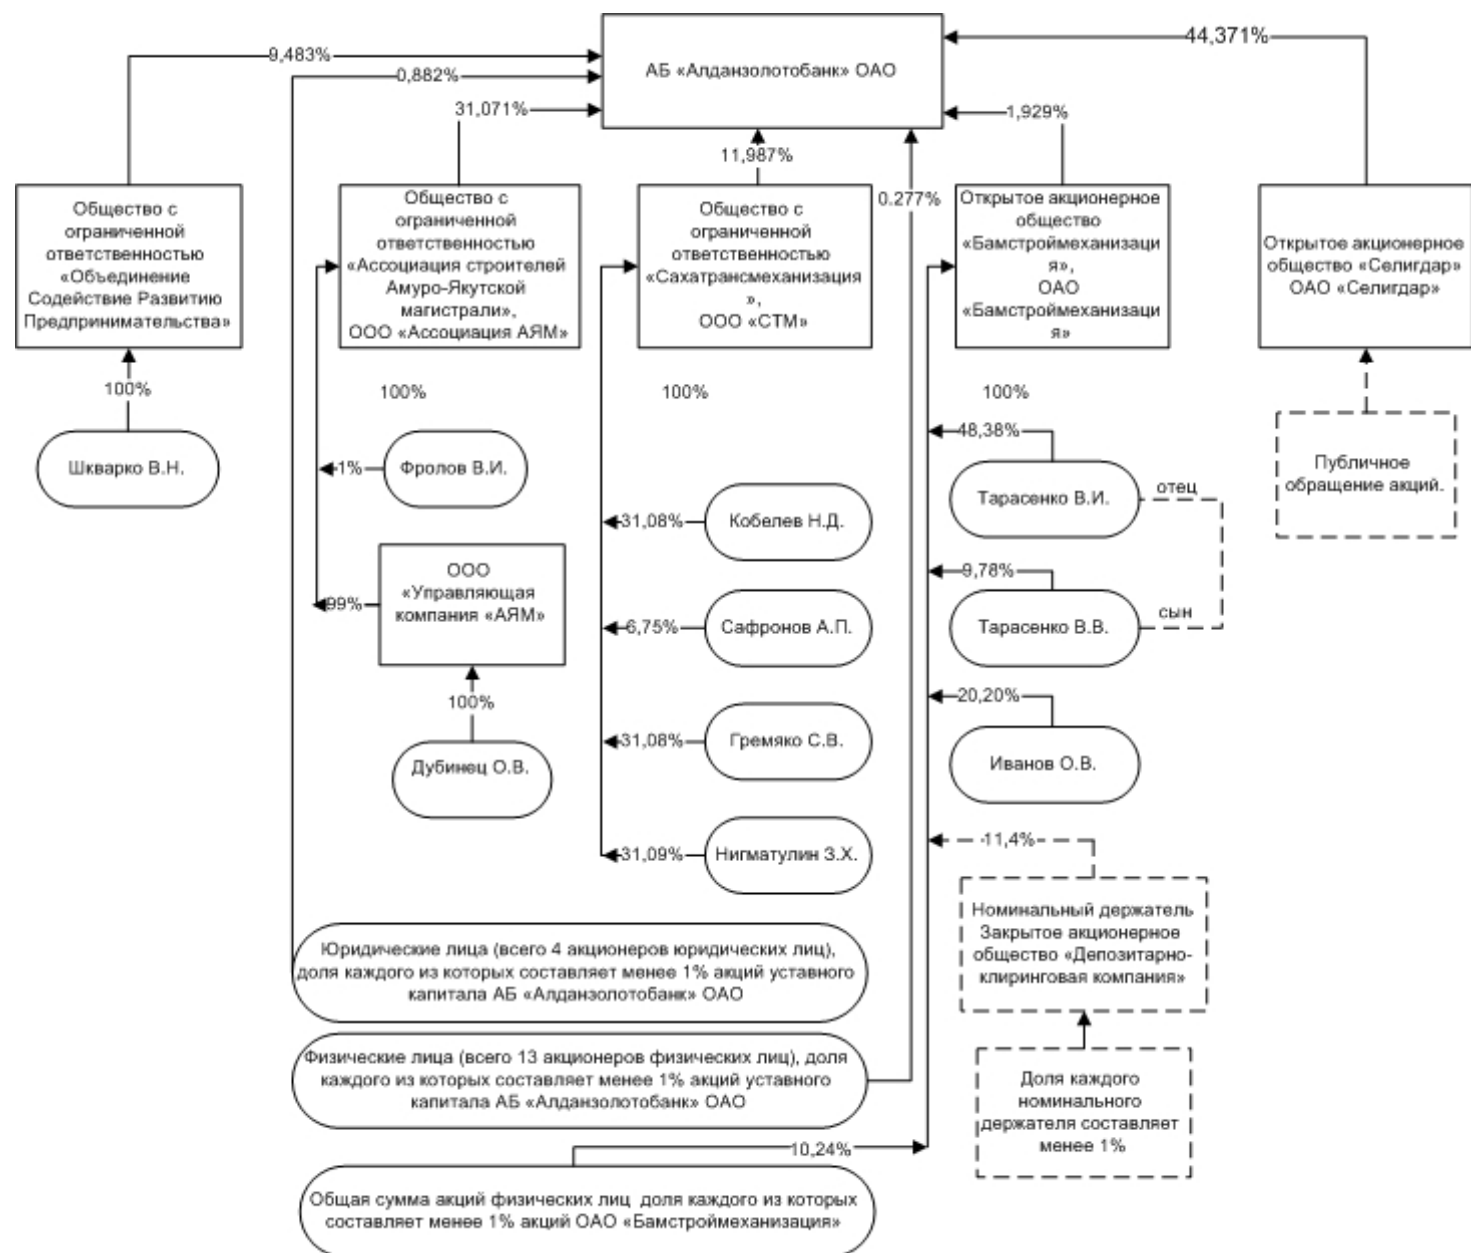 9,483%
44,371%
0,882%
АБ «Алданзолотобанк» ОАО
31,071%
1,929%
11,987%
0.277%
Общество с
ограниченной
ответственностью
«Объединение
Содействие Развитию
Предпринимательства»
Общество с
ограниченной
ответственностью
«Ассоциация строителей
Амуро-Якутской
магистрали»,
ООО «Ассоциация АЯМ»
Общество с
ограниченной
ответственностью
«Сахатрансмеханизация
»,
ООО «СТМ»
Открытое акционерное
общество
«Бамстроймеханизаци
я»,
ОАО
«Бамстроймеханизаци
я»
Открытое акционерное
общество «Селигдар»
ОАО «Селигдар»
100%
100%
100%
100%
Шкварко В.Н.
1%
Фролов В.И.
48,38%
Тарасенко В.И.
отец
Публичное
обращение акций.
31,08%
Кобелев Н.Д.
ООО
«Управляющая
компания «АЯМ»
99%
9,78%
Тарасенко В.В.
сын
6,75%
Сафронов А.П.
100%
Дубинец О.В.
20,20%
Иванов О.В.
31,08%
Гремяко С.В.
31,09%
Нигматулин З.Х.
11,4%
Номинальный держатель
Закрытое акционерное
общество «Депозитарно-
клиринговая компания»
Юридические лица (всего 4 акционеров юридических лиц),
доля каждого из которых составляет менее 1% акций уставного
капитала АБ «Алданзолотобанк» ОАО
Физические лица (всего 13 акционеров физических лиц), доля
каждого из которых составляет менее 1% акций уставного
капитала АБ «Алданзолотобанк» ОАО
Доля каждого
номинального
держателя составляет
менее 1%
10,24%
Общая сумма акций физических лиц доля каждого из которых
составляет менее 1% акций ОАО «Бамстроймеханизация»